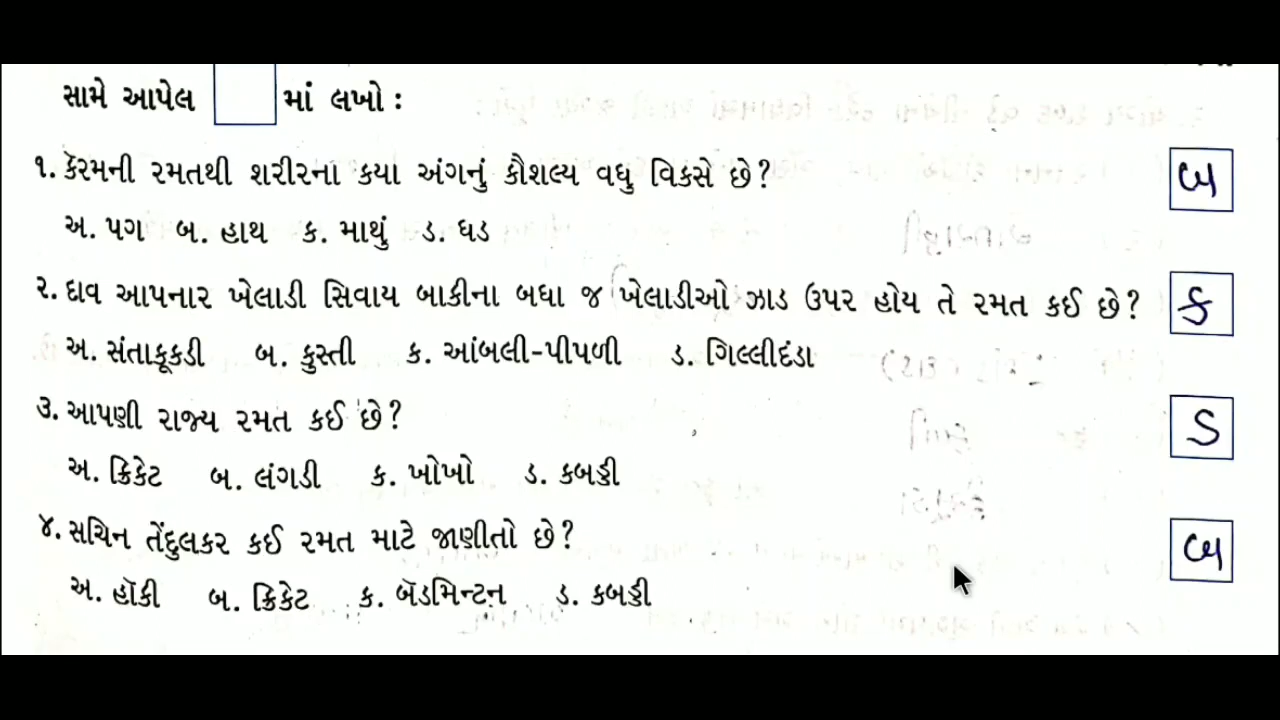 સામે આપેલ માં લખો :
૧. કૅરમની રમતથી શરીરના કયા અંગનું કૌશલ્ય વધુ વિકસે છે? બ
અ. પગ બ. હાથ ક. માથું ડ. ધડ
૨. દાવ આપનાર ખેલાડી સિવાય બાકીના બધા જ ખેલાડીઓ ઝાડ ઉપર હોય તે રમત કઈ છે? ક
અ. સંતાકૂકડી બ. કુસ્તી ક. આંબલી-પીપળી ડ. ગિલ્લીદંડા
૩. આપણી રાજ્ય રમત કઈ છે? ડ
અ. ક્રિકેટ બ. લંગડી ક. ખોખો ડ. કબડ્ડી
૪. સચિન તેંદુલકર કઈ રમત માટે જાણીતો છે? બ
અ. હૉકી બ. ક્રિકેટ ક. બૅડમિન્ટન ડ. કબડ્ડી